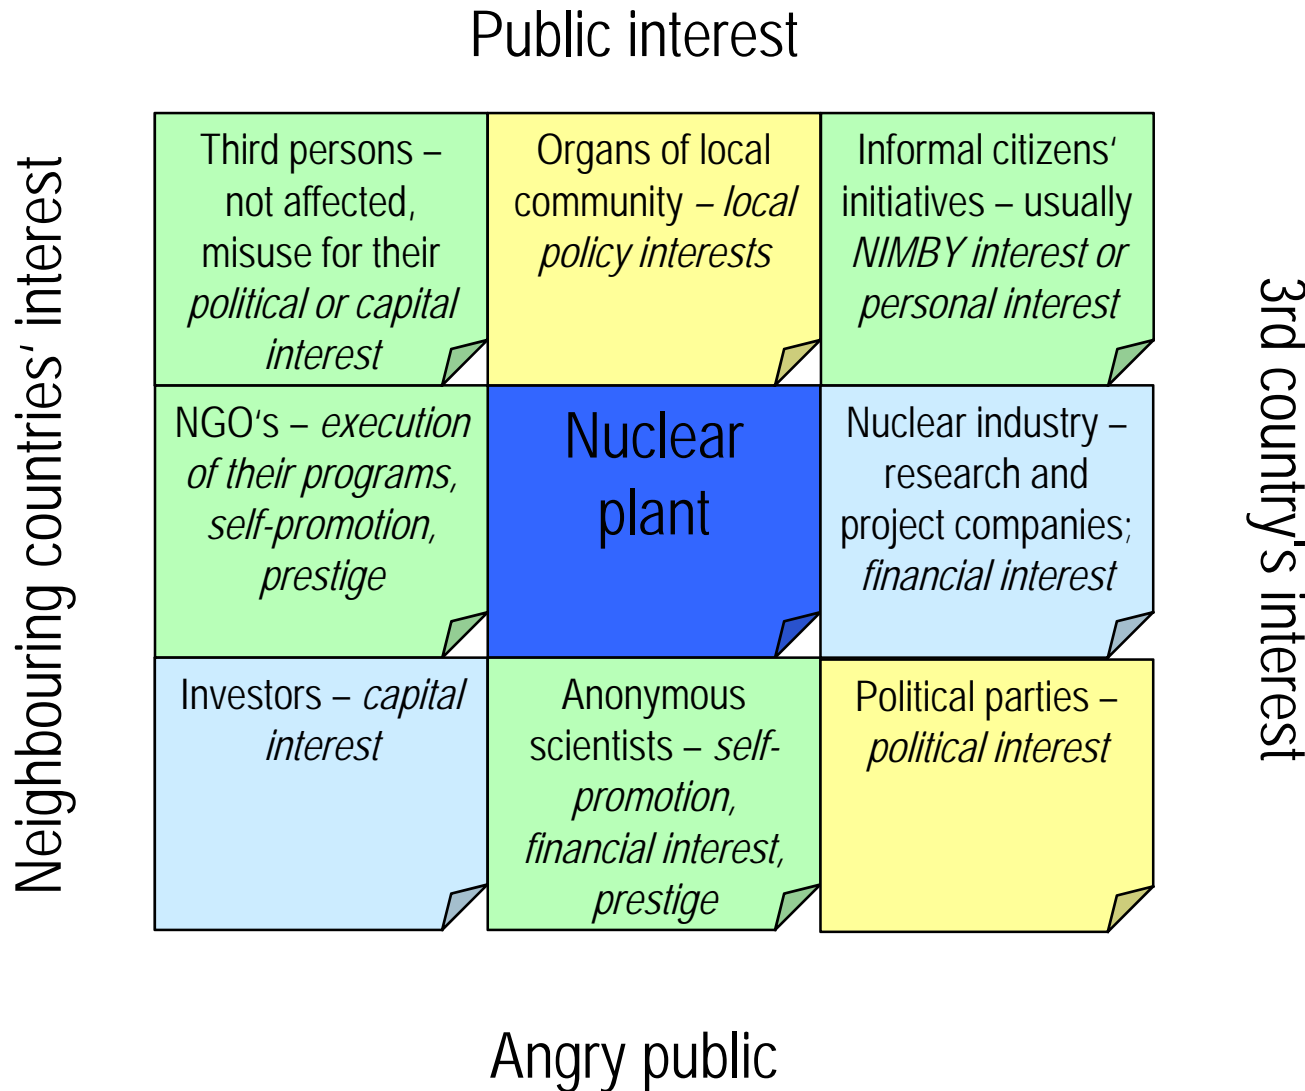 Public interest
Neighbouring countries‘ interest
Third persons –
not affected,
misuse for their
political or capital
interest
Organs of local
community – local
policy interests
Informal citizens‘
initiatives – usually
NIMBY interest or
personal interest
NGO‘s – execution
of their programs,
self-promotion,
prestige
Nuclear
plant
Nuclear industry –
research and
project companies;
financial interest
Investors – capital
interest
Anonymous
scientists – self-
promotion,
financial interest,
prestige
Political parties –
political interest
3rd country's interest
Angry public